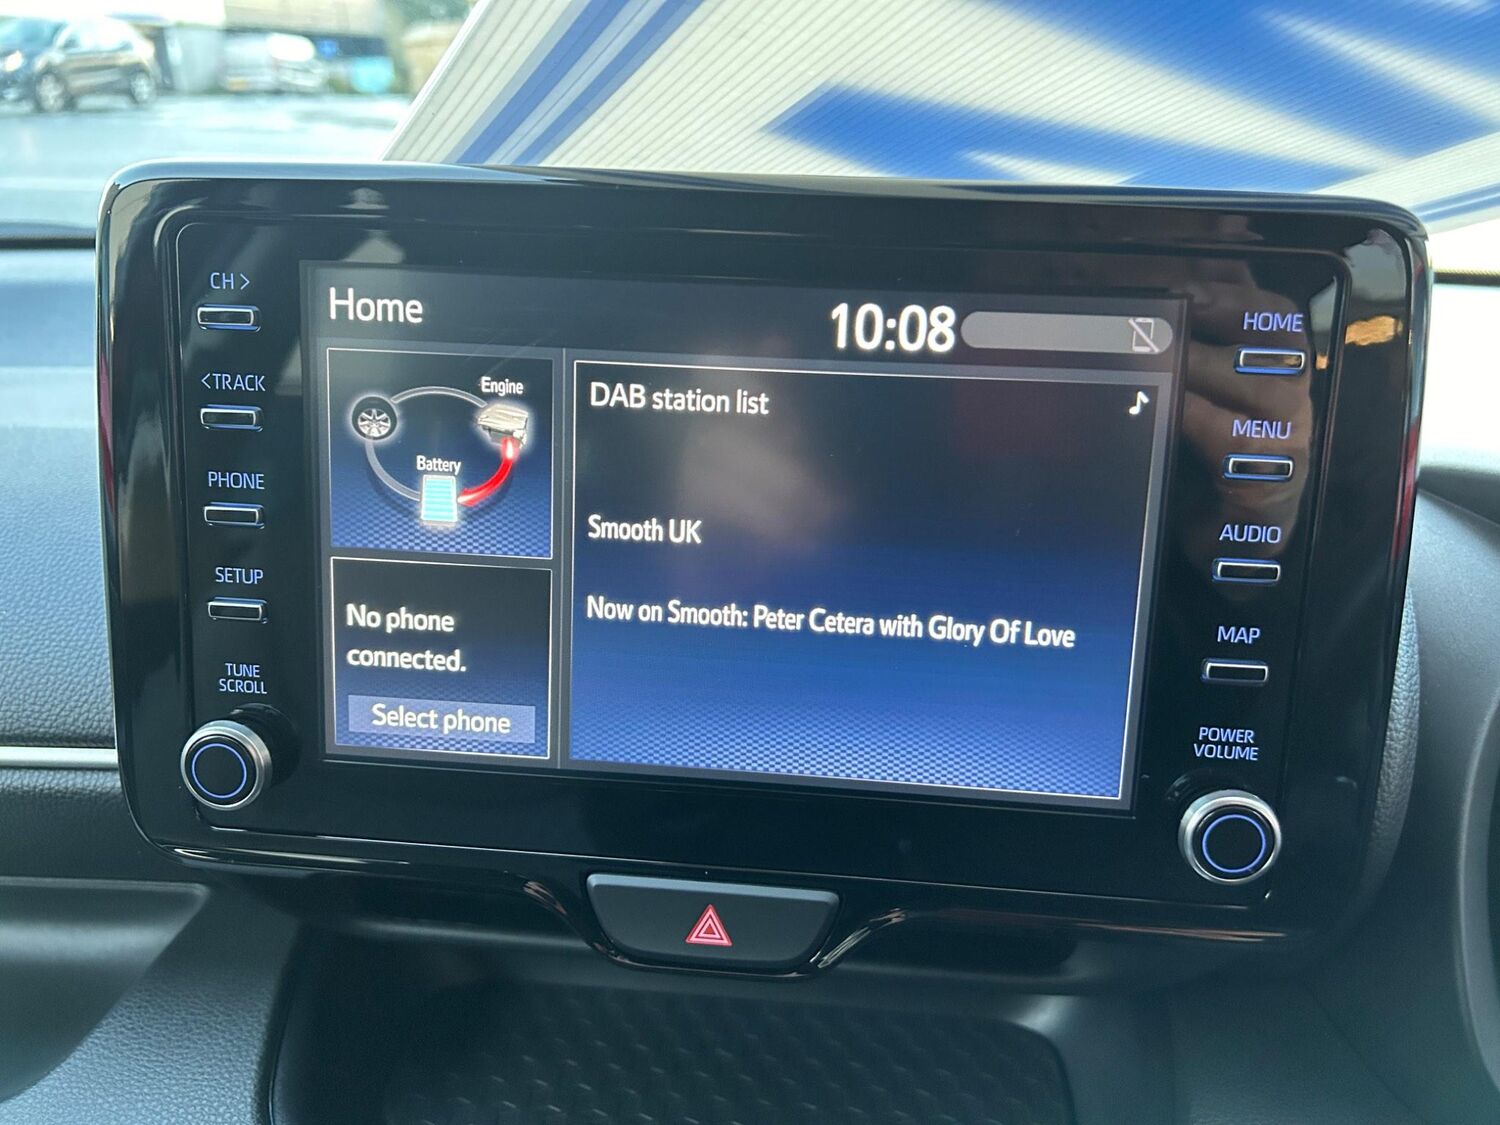 CH>
<TRACK
PHONE
SETUP
TUNE
SCROLL
Home
10:08
Engine
Battery
No phone
connected.
Select phone
DAB station list
Smooth UK
Now on Smooth: Peter Cetera with Glory Of Love
HOME
MENU
AUDIO
MAP
POWER
VOLUME